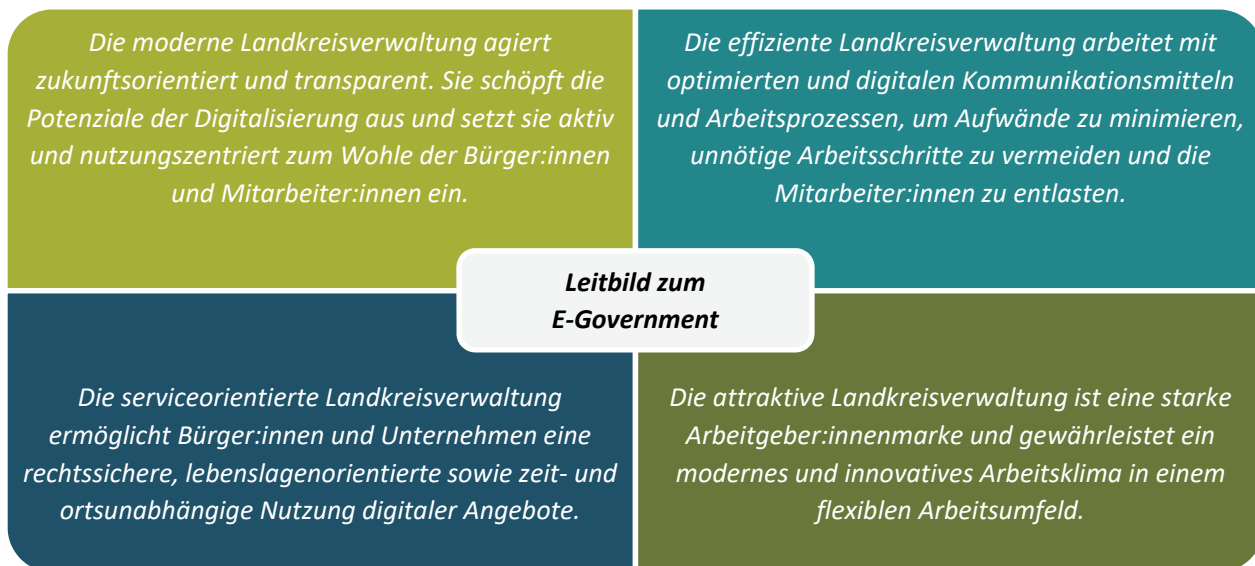 Die moderne Landkreisverwaltung agiert
zukunftsorientiert und transparent. Sie schöpft die
Potenziale der Digitalisierung aus und setzt sie aktiv
und nutzungszentriert zum Wohle der Bürger:innen
und Mitarbeiter:innen ein.
Die effiziente Landkreisverwaltung arbeitet mit
optimierten und digitalen Kommunikationsmitteln
und Arbeitsprozessen, um Aufwände zu minimieren,
unnötige Arbeitsschritte zu vermeiden und die
Mitarbeiter:innen zu entlasten.
Leitbild zum
E-Government
Die serviceorientierte Landkreisverwaltung
ermöglicht Bürger:innen und Unternehmen eine
rechtssichere, lebenslagenorientierte sowie zeit- und
ortsunabhängige Nutzung digitaler Angebote.
Die attraktive Landkreisverwaltung ist eine starke
Arbeitgeber:innenmarke und gewährleistet ein
modernes und innovatives Arbeitsklima in einem
flexiblen Arbeitsumfeld.